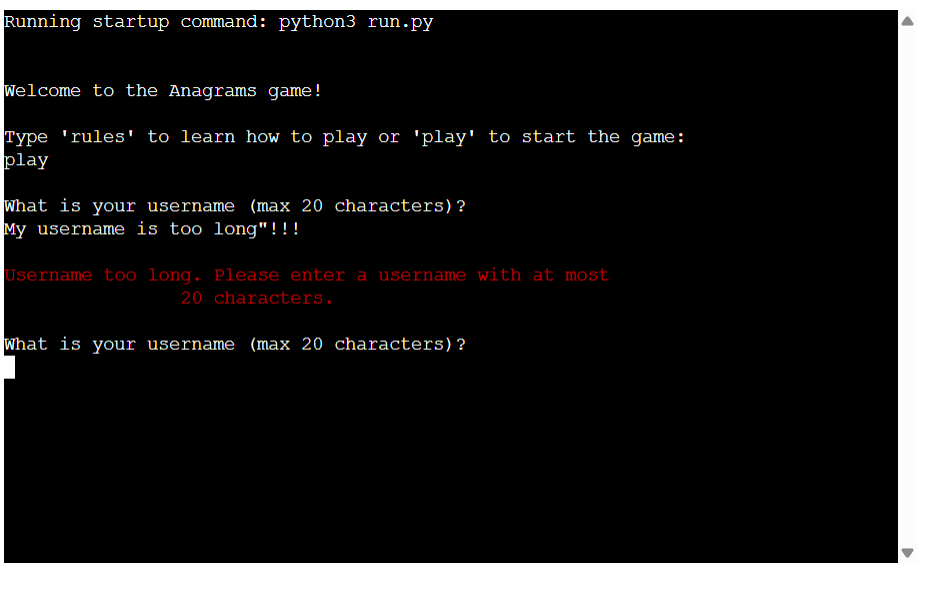 Running startup command: python3 run.py
Welcome to the Anagrams game!
Type 'rules' to learn how to play or 'play' to start the game:
play
What is your username (max 20 characters)?
My username is too long"!!!
Username too long. Please enter a username with at most
20 characters.
What is your username (max 20 characters)?